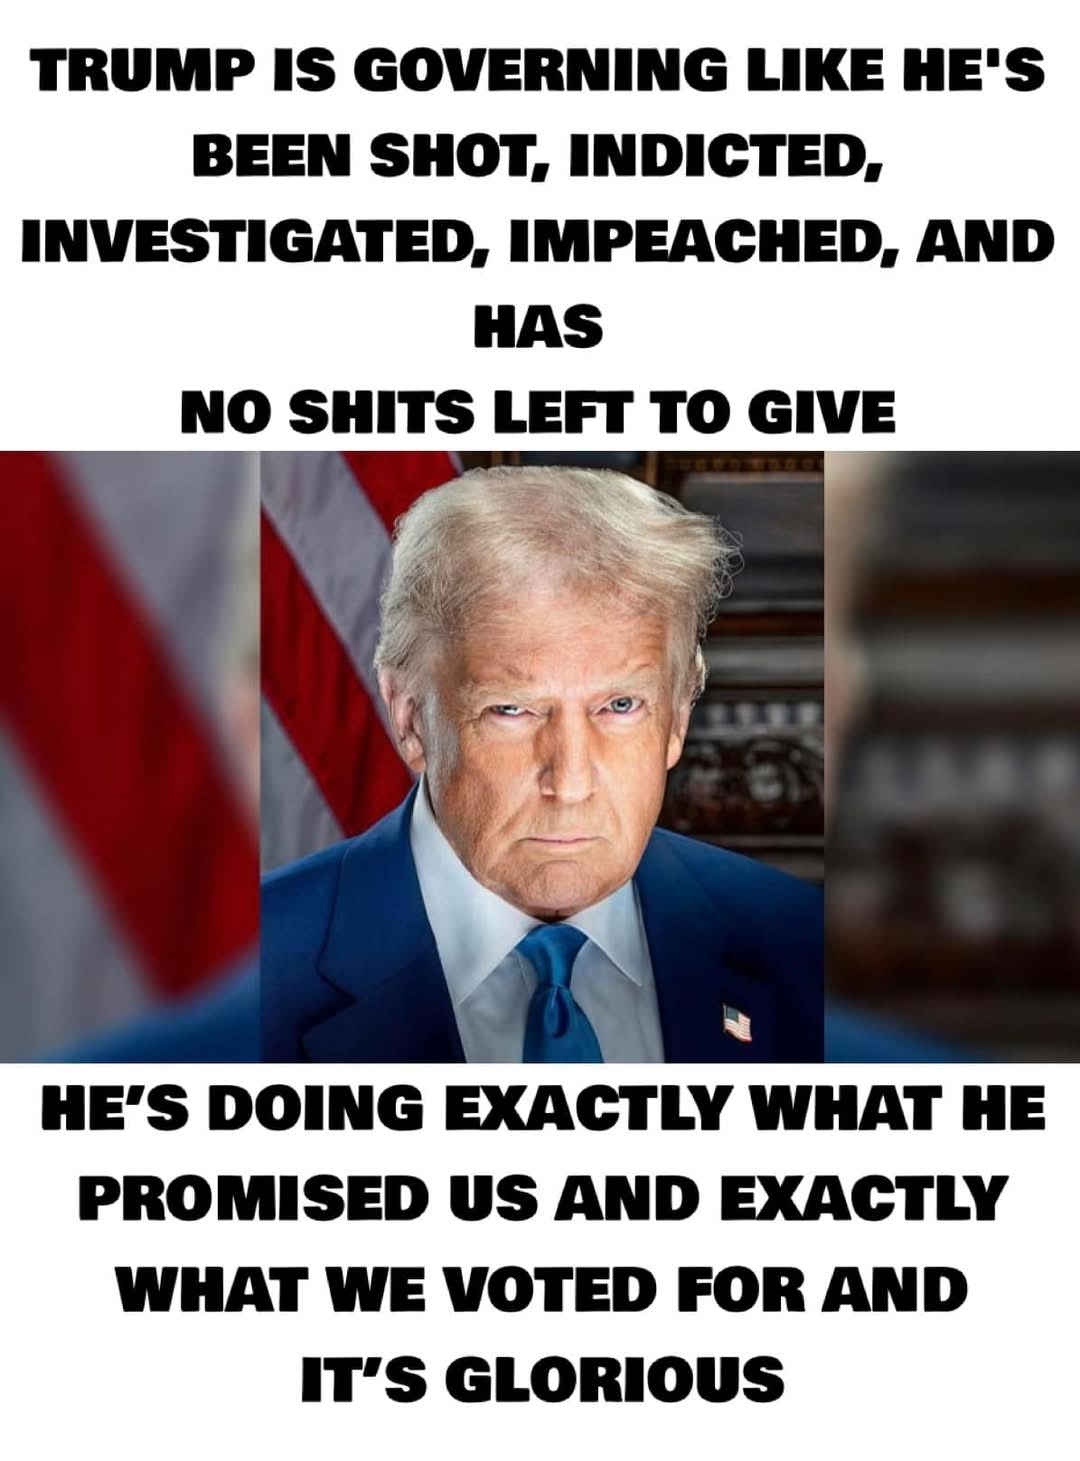 TRUMP IS GOVERNING LIKE HE'S
BEEN SHOT, INDICTED,
INVESTIGATED, IMPEACHED, AND
HAS
NO SHITS LEFT TO GIVE
HE’S DOING EXACTLY WHAT HE
PROMISED US AND EXACTLY
WHAT WE VOTED FOR AND
IT’S GLORIOUS